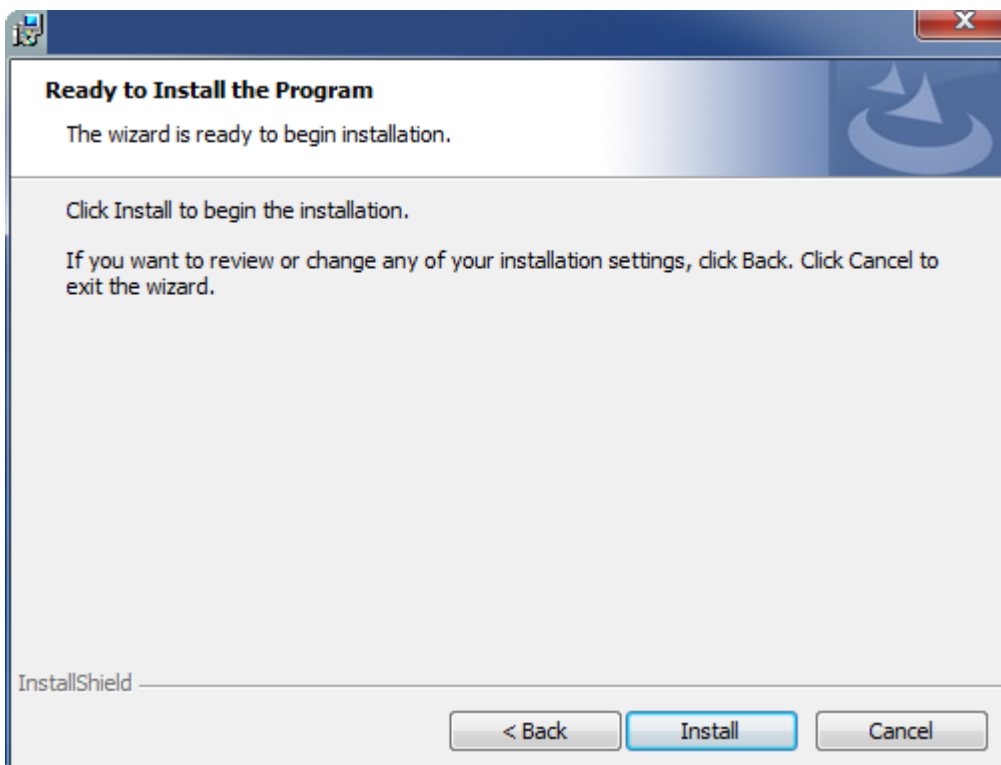 Ready to Install the Program
The wizard is ready to begin installation.
Click Install to begin the installation.
If you want to review or change any of your installation settings, click Back. Click Cancel to
exit the wizard.
InstallShield
< Back Install Cancel